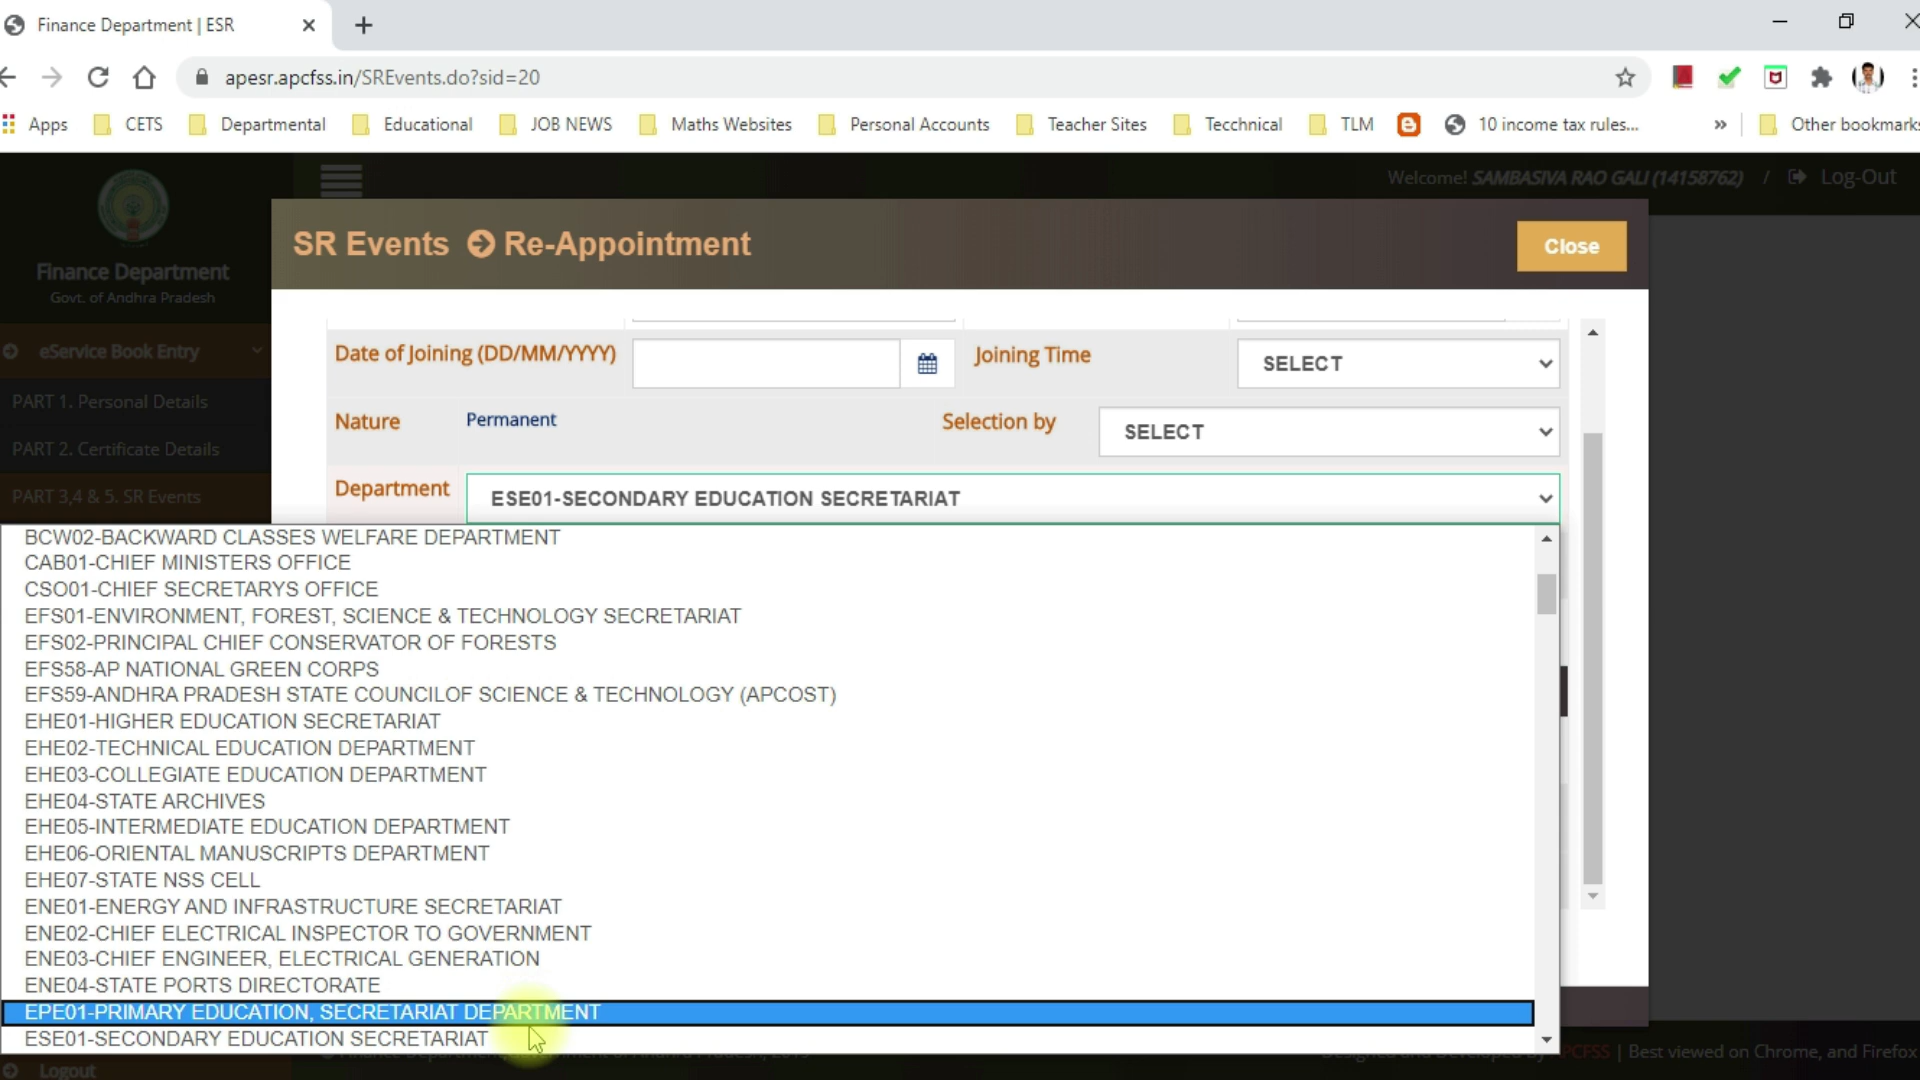 Finance Department | ESR
apesr.apcfss.in/SREvents.do?sid=20
Apps CETS Departmental Educational JOB NEWS Maths Websites Personal Accounts Teacher Sites Tecchnical TLM 10 income tax rules... » Other bookmarks
Welcome! SAMBASIVA RAO GALI (14158762) / Log-Out
Finance Department
Govt. of Andhra Pradesh
eService Book Entry
PART 1. Personal Details
PART 2. Certificate Details
PART 3,4 & 5. SR Events
SR Events Re-Appointment
Close
Date of Joining (DD/MM/YYYY) Joining Time SELECT
Nature Permanent Selection by SELECT
Department ESE01-SECONDARY EDUCATION SECRETARIAT
BCW02-BACKWARD CLASSES WELFARE DEPARTMENT
CAB01-CHIEF MINISTERS OFFICE
CSO01-CHIEF SECRETARYS OFFICE
EFS01-ENVIRONMENT, FOREST, SCIENCE & TECHNOLOGY SECRETARIAT
EFS02-PRINCIPAL CHIEF CONSERVATOR OF FORESTS
EFS58-AP NATIONAL GREEN CORPS
EFS59-ANDHRA PRADESH STATE COUNCILOF SCIENCE & TECHNOLOGY (APCOST)
EHE01-HIGHER EDUCATION SECRETARIAT
EHE02-TECHNICAL EDUCATION DEPARTMENT
EHE03-COLLEGIATE EDUCATION DEPARTMENT
EHE04-STATE ARCHIVES
EHE05-INTERMEDIATE EDUCATION DEPARTMENT
EHE06-ORIENTAL MANUSCRIPTS DEPARTMENT
EHE07-STATE NSS CELL
ENE01-ENERGY AND INFRASTRUCTURE SECRETARIAT
ENE02-CHIEF ELECTRICAL INSPECTOR TO GOVERNMENT
ENE03-CHIEF ENGINEER, ELECTRICAL GENERATION
ENE04-STATE PORTS DIRECTORATE
EPE01-PRIMARY EDUCATION, SECRETARIAT DEPARTMENT
ESE01-SECONDARY EDUCATION SECRETARIAT
| Best viewed on Chrome, and Firefox
Logout